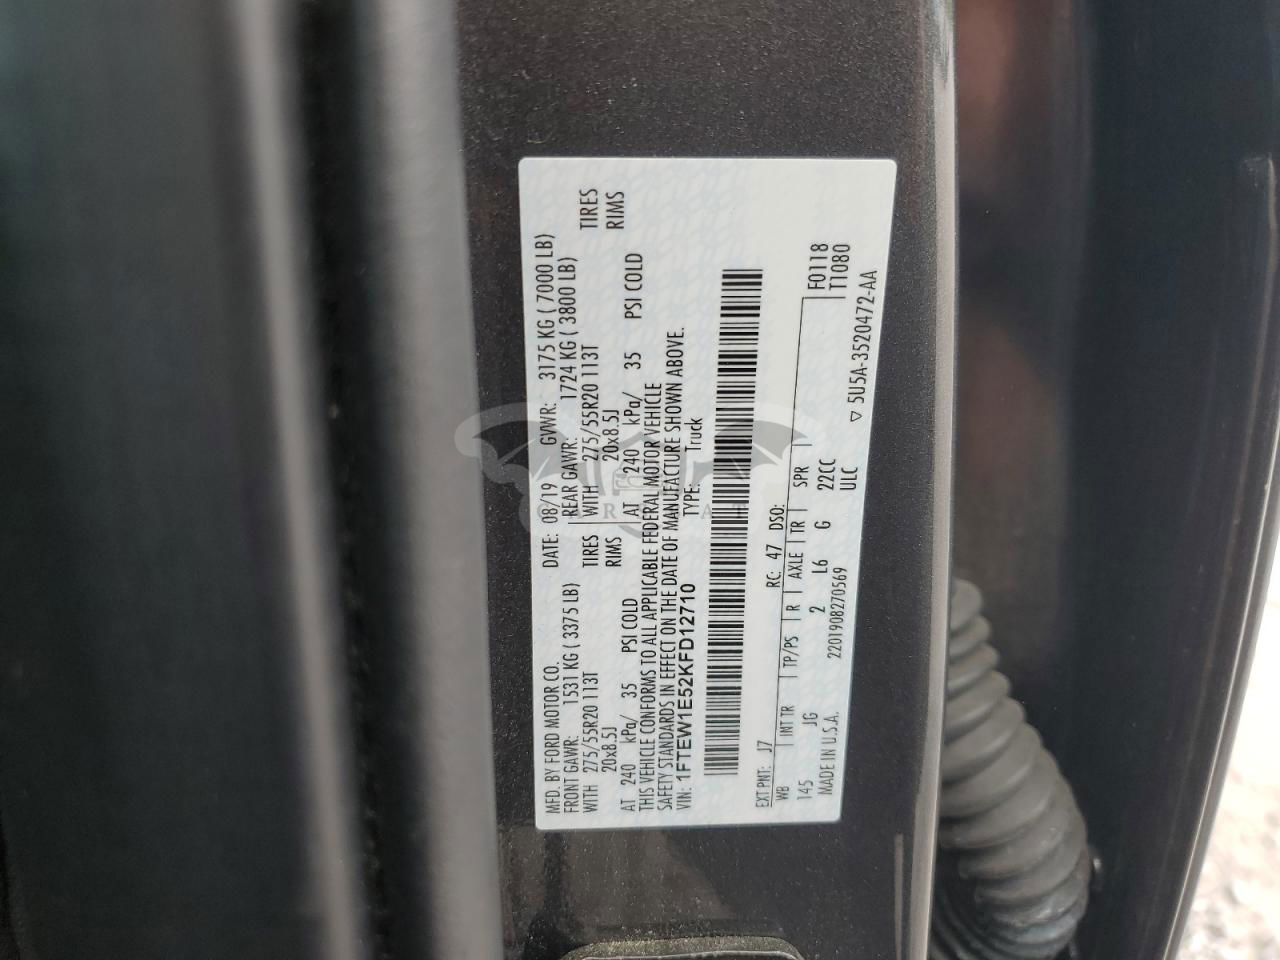 MFD. BY FORD MOTOR CO. DATE: 08/19 GVWR: 3175 KG ( 7000 LB)
FRONT GAWR: 1531 KG ( 3375 LB) REAR GAWR: 1724 KG ( 3800 LB)
WITH 275/55R20 113T TIRES WITH 275/55R20 113T TIRES
20x8.5J RIMS 20x8.5J RIMS
AT 240 kPa/ 35 PSI COLD AT 240 kPa/ 35 PSI COLD
THIS VEHICLE CONFORMS TO ALL APPLICABLE FEDERAL MOTOR VEHICLE
SAFETY STANDARDS IN EFFECT ON THE DATE OF MANUFACTURE SHOWN ABOVE.
VIN: 1FTEW1E52KFD12710 TYPE: Truck
EXT PNT: J7 RC: 47 DSO:
WB INT TR TP/PS R AXLE TR SPR F0118
145 JG 2 L6 G 22CC T1080
MADE IN U.S.A. 2201908270569 ULC
▽ 5U5A-3520472-AA